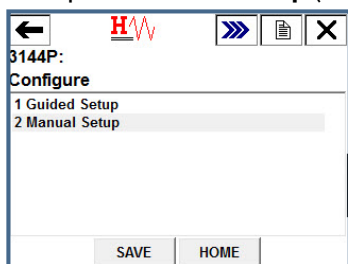 H
3144P:
Configure
1 Guided Setup
2 Manual Setup
SAVE HOME